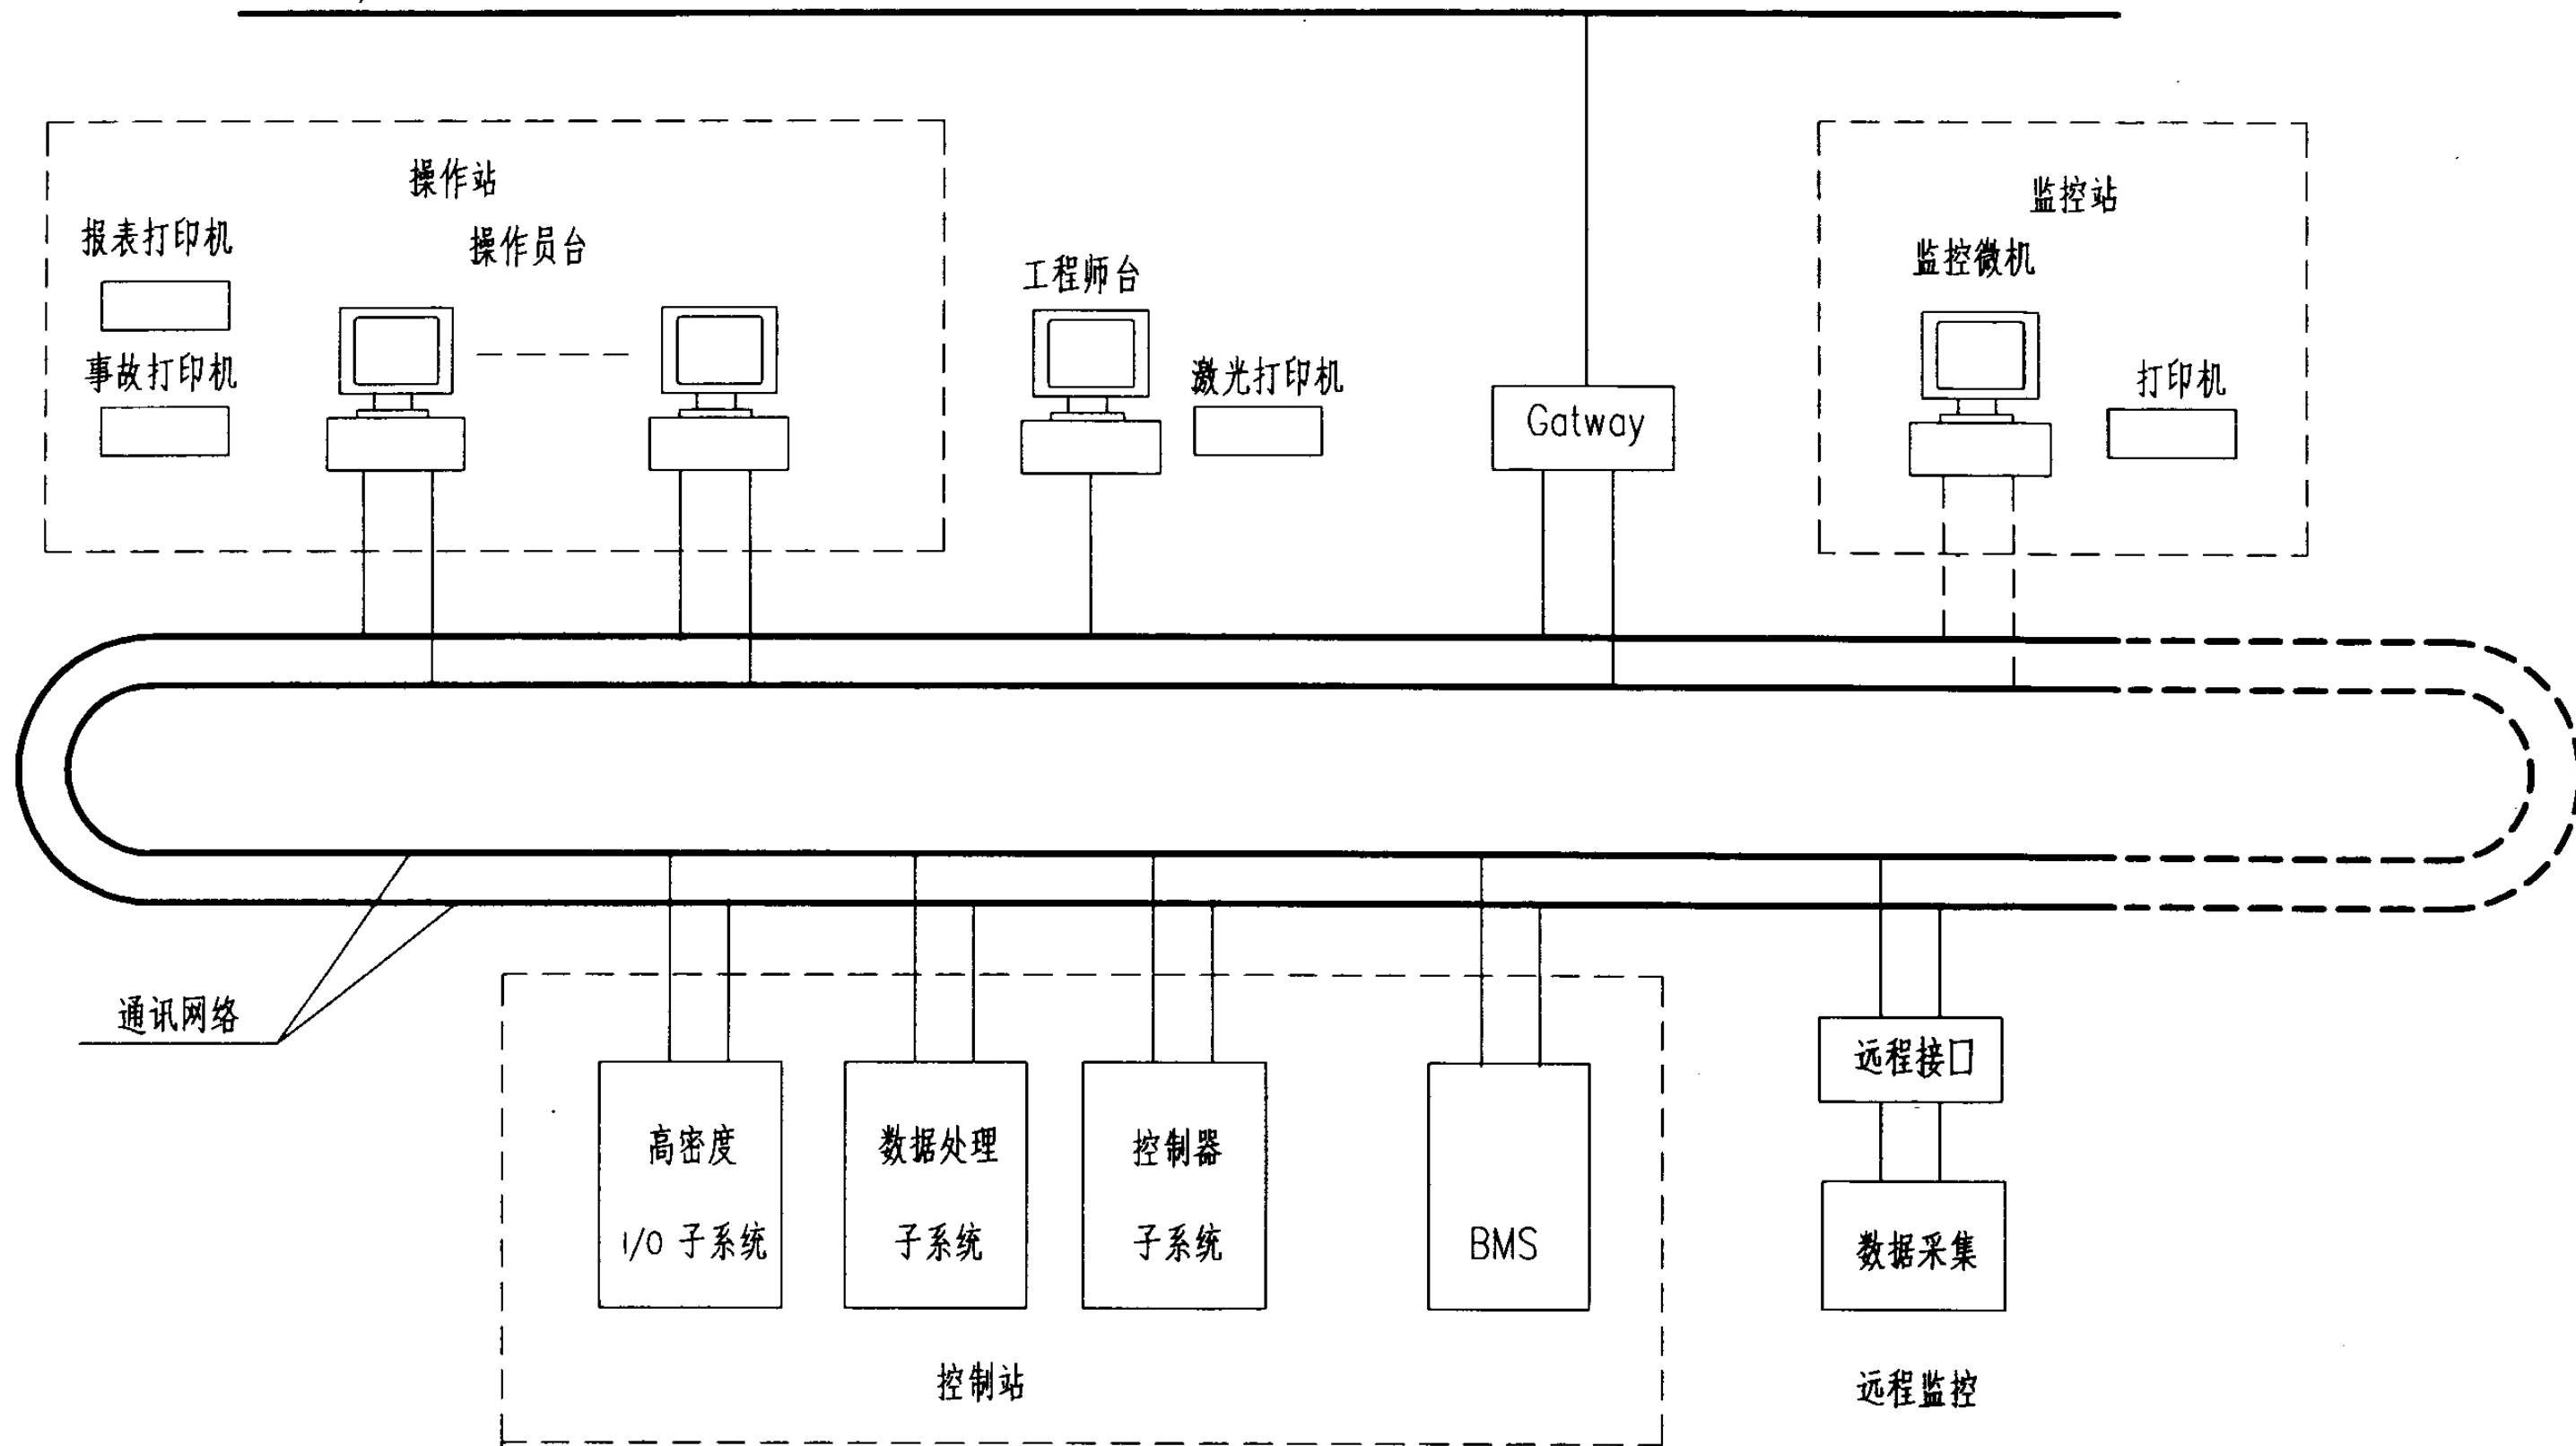 操作站
报表打印机
操作员台
事故打印机
工程师台
激光打印机
Gatway
监控站
监控微机
打印机
通讯网络
高密度
I/O 子系统
数据处理
子系统
控制器
子系统
BMS
控制站
远程接口
数据采集
远程监控